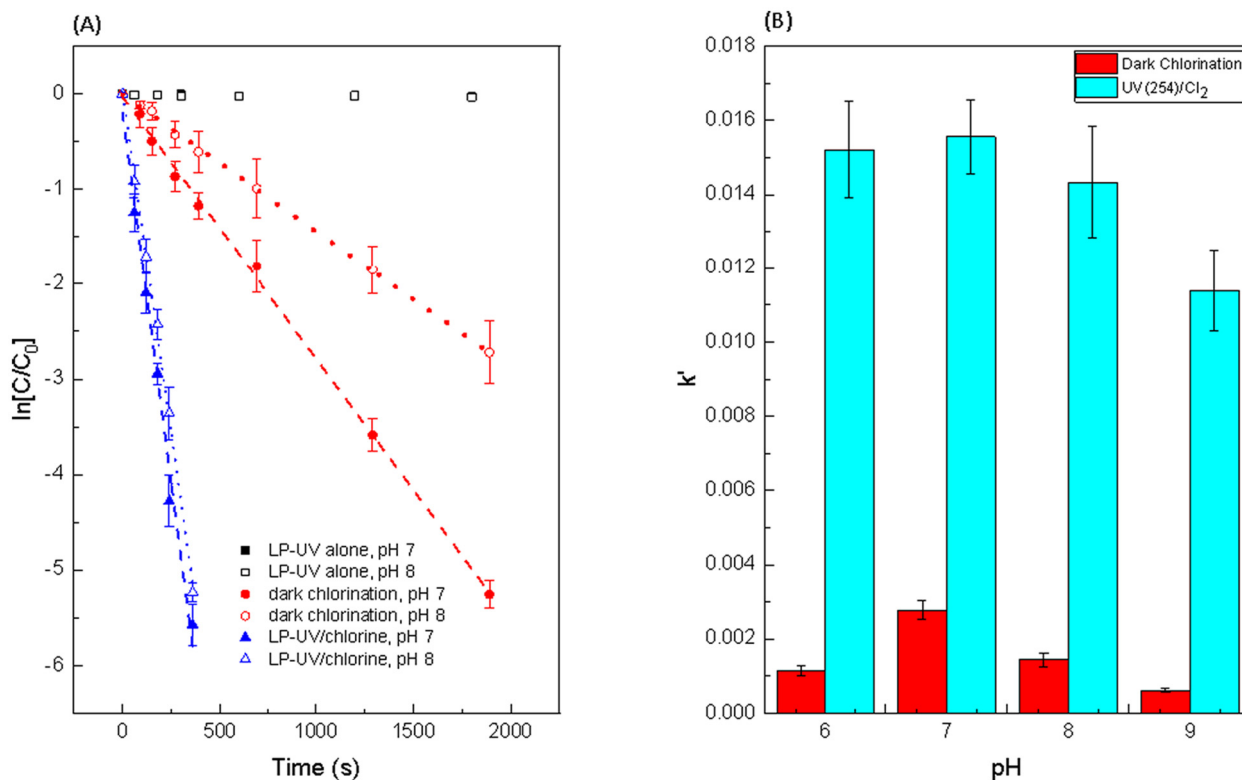 (A)
0
-1
-2
-3
-4
-5
-6
ln[C/C₀]
LP-UV alone, pH 7
LP-UV alone, pH 8
dark chlorination, pH 7
dark chlorination, pH 8
LP-UV/chlorine, pH 7
LP-UV/chlorine, pH 8
0 500 1000 1500 2000
Time (s)
(B)
0.018
0.016
0.014
0.012
0.010
0.008
0.006
0.004
0.002
0.000
k'
Dark Chlorination
UV(254)/Cl₂
6 7 8 9
pH